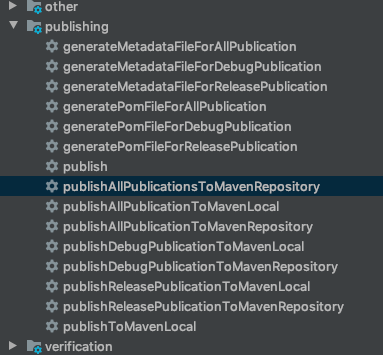 other
publishing
generateMetadataFileForAllPublication
generateMetadataFileForDebugPublication
generateMetadataFileForReleasePublication
generatePomFileForAllPublication
generatePomFileForDebugPublication
generatePomFileForReleasePublication
publish
publishAllPublicationsToMavenRepository
publishAllPublicationToMavenLocal
publishAllPublicationToMavenRepository
publishDebugPublicationToMavenLocal
publishDebugPublicationToMavenRepository
publishReleasePublicationToMavenLocal
publishReleasePublicationToMavenRepository
publishToMavenLocal
verification